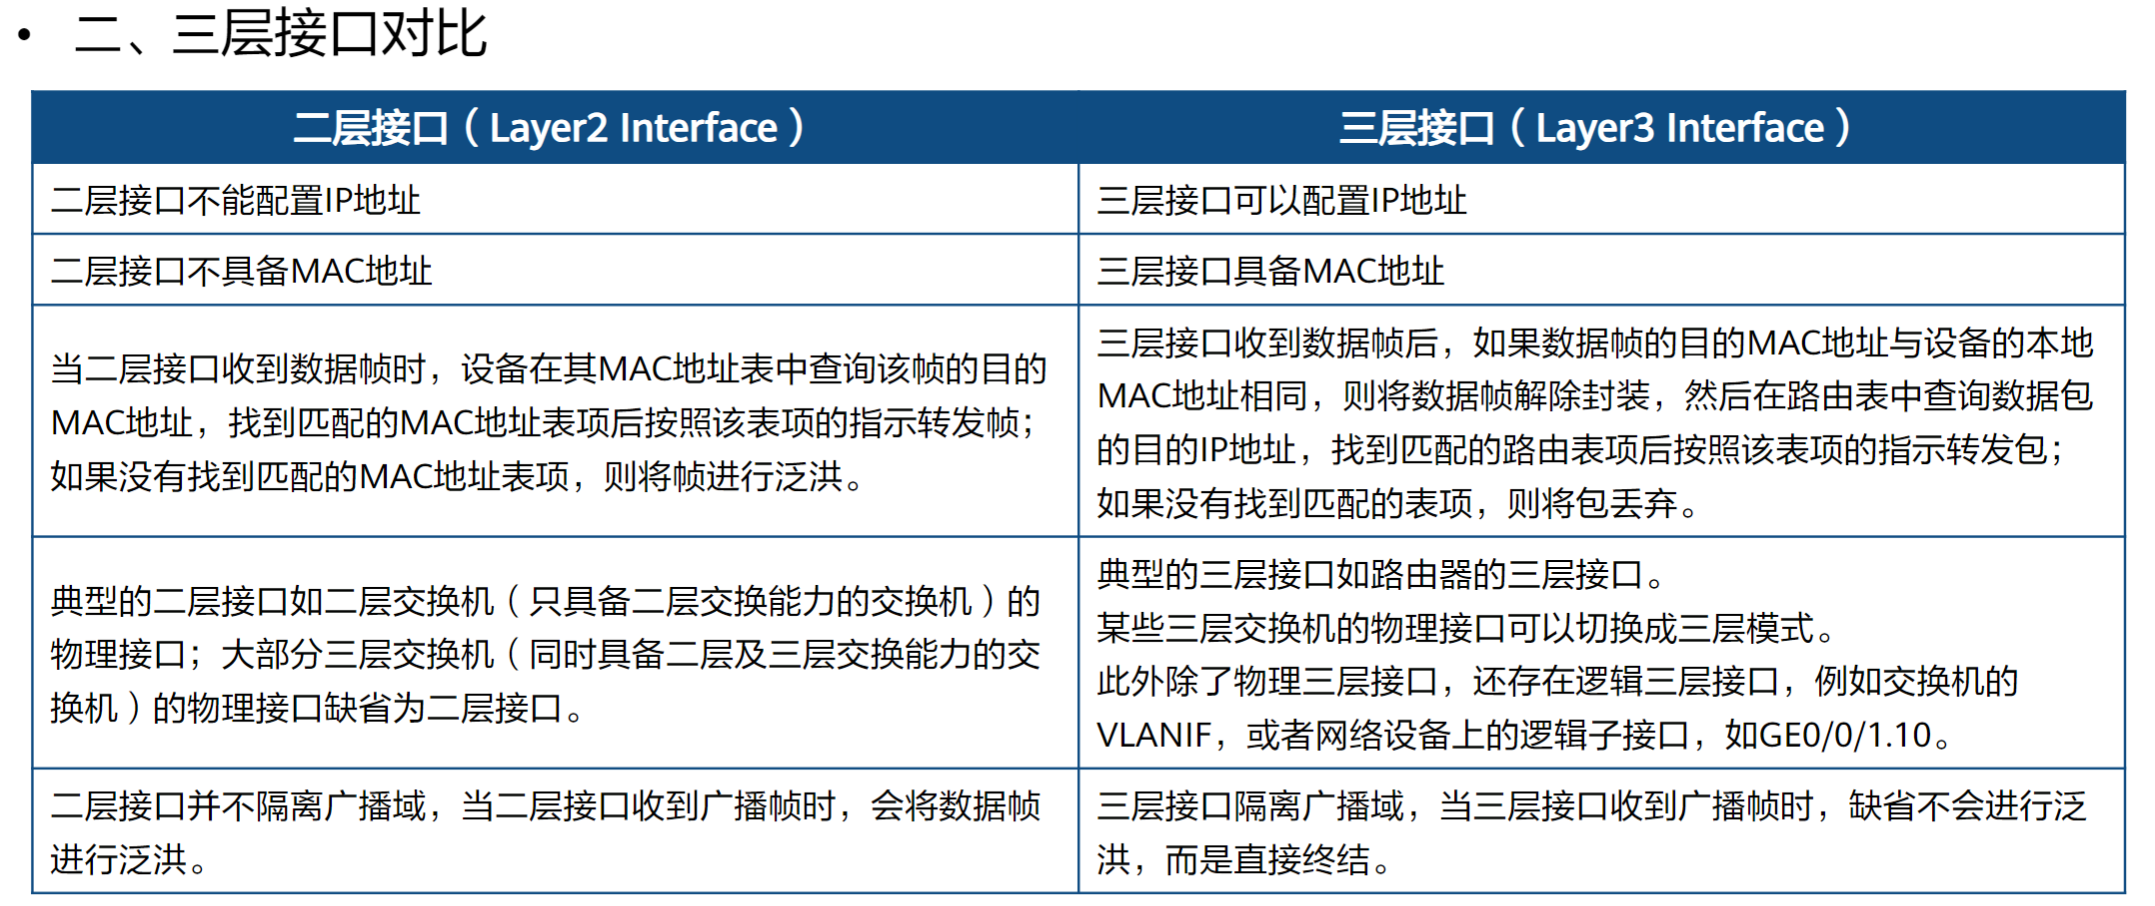 • 二、三层接口对比
二层接口（Layer2 Interface）
三层接口（Layer3 Interface）
二层接口不能配置IP地址
三层接口可以配置IP地址
二层接口不具备MAC地址
三层接口具备MAC地址
当二层接口收到数据帧时，设备在其MAC地址表中查询该帧的目的
MAC地址，找到匹配的MAC地址表项后按照该表项的指示转发帧；
如果没有找到匹配的MAC地址表项，则将帧进行泛洪。
三层接口收到数据帧后，如果数据帧的目的MAC地址与设备的本地
MAC地址相同，则将数据帧解除封装，然后在路由表中查询数据包
的目的IP地址，找到匹配的路由表项后按照该表项的指示转发包；
如果没有找到匹配的表项，则将包丢弃。
典型的二层接口如二层交换机（只具备二层交换能力的交换机）的
物理接口；大部分三层交换机（同时具备二层及三层交换能力的交
换机）的物理接口缺省为二层接口。
典型的三层接口如路由器的三层接口。
某些三层交换机的物理接口可以切换成三层模式。
此外除了物理三层接口，还存在逻辑三层接口，例如交换机的
VLANIF，或者网络设备上的逻辑子接口，如GE0/0/1.10。
二层接口并不隔离广播域，当二层接口收到广播帧时，会将数据帧
进行泛洪。
三层接口隔离广播域，当三层接口收到广播帧时，缺省不会进行泛
洪，而是直接终结。